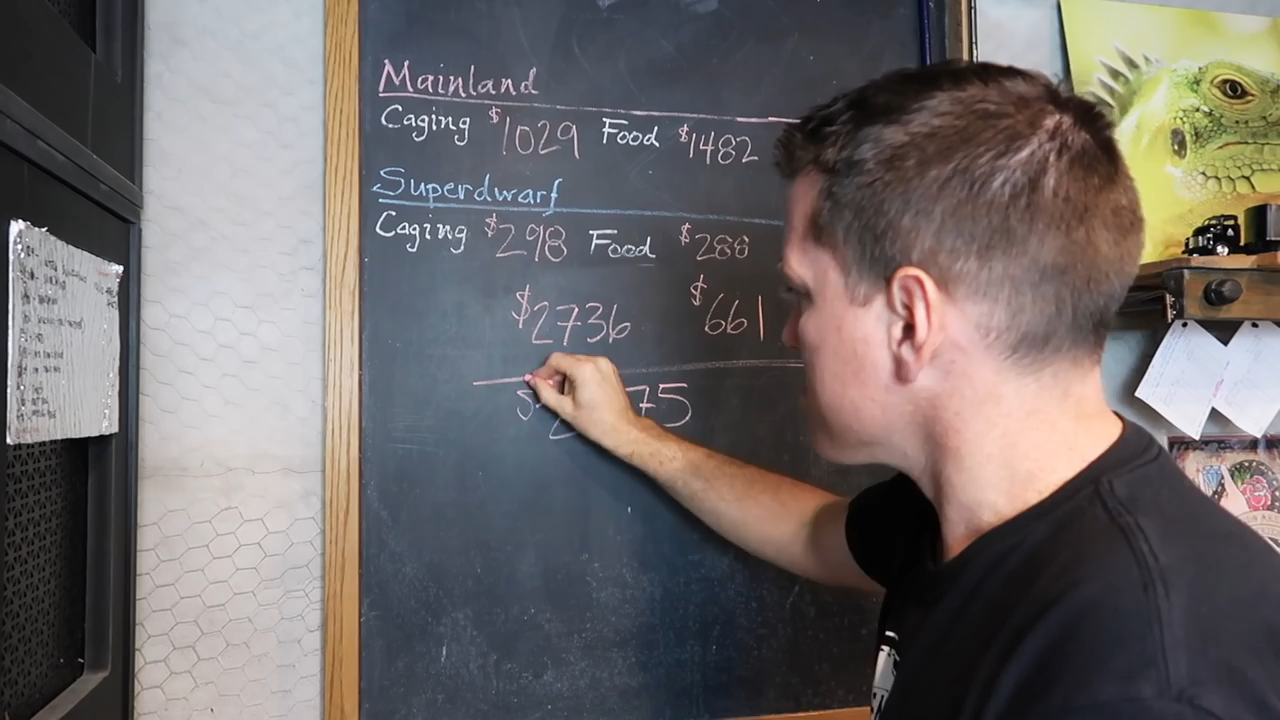 Mainland
Caging $1029 Food $1482
Superdwarf
Caging $298 Food $288
$2736 $661
75